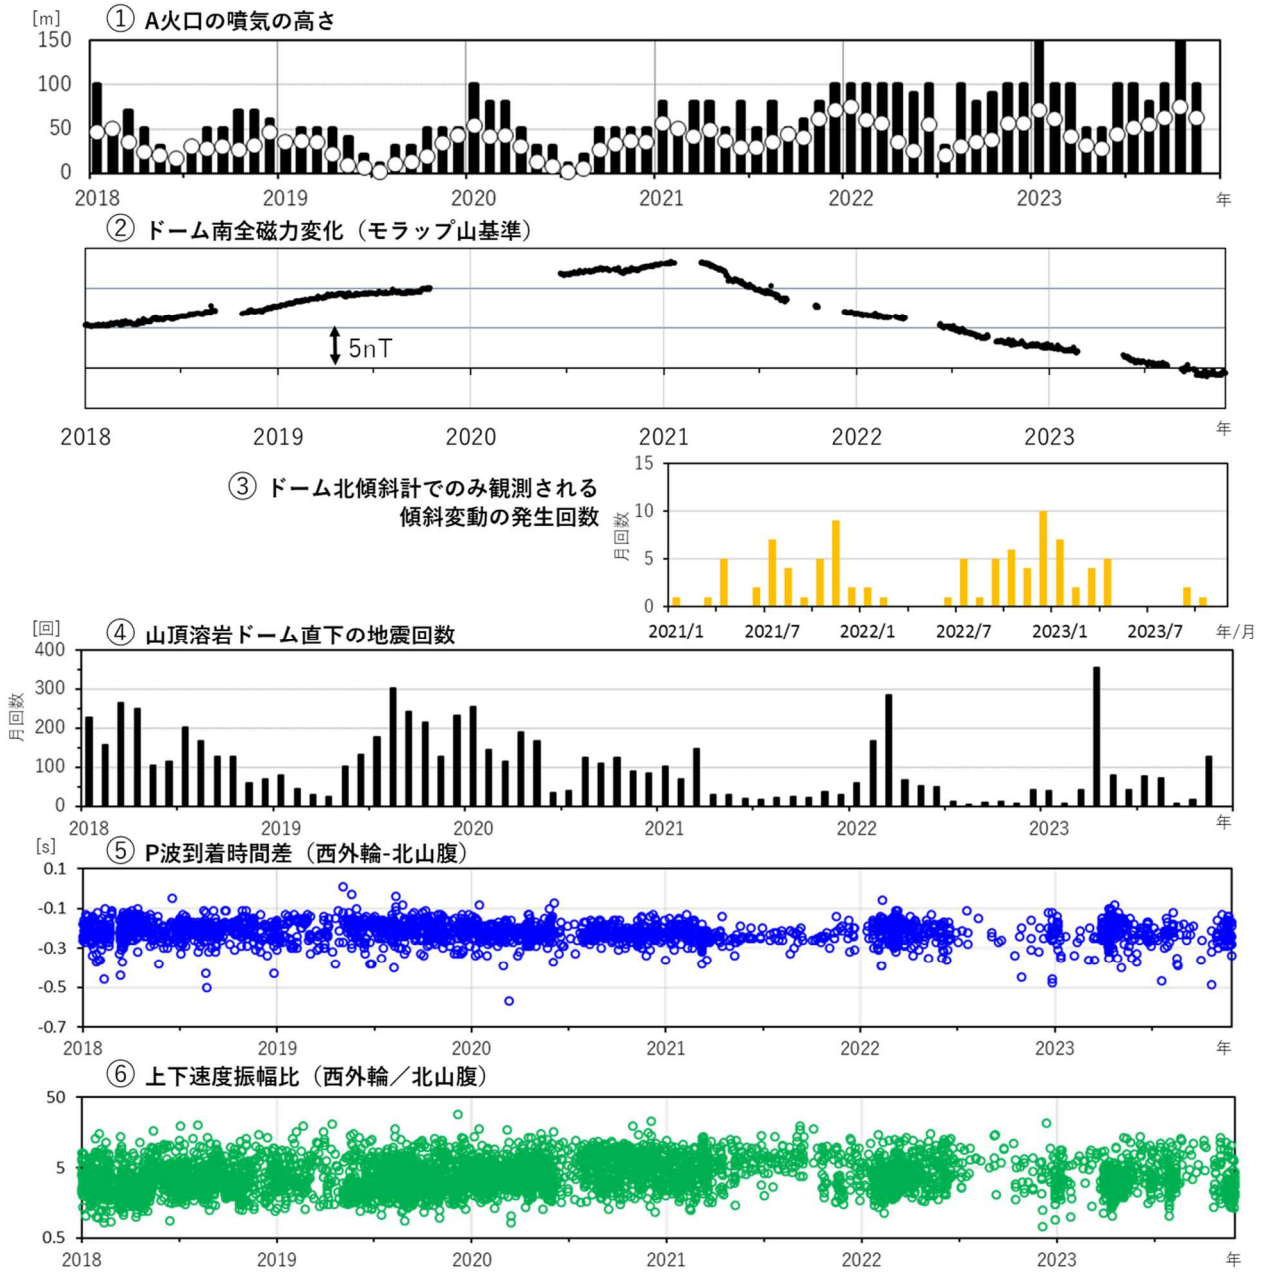 ① A火口の噴気の高さ
[m]
150
100
50
0
2018 2019 2020 2021 2022 2023 年
② ドーム南全磁力変化（モラップ山基準）
5nT
2018 2019 2020 2021 2022 2023 年
③ ドーム北傾斜計でのみ観測される
傾斜変動の発生回数
月回数
15
10
5
0
2021/1 2021/7 2022/1 2022/7 2023/1 2023/7 年/月
④ 山頂溶岩ドーム直下の地震回数
[回]
月回数
400
300
200
100
0
2018 2019 2020 2021 2022 2023 年
⑤ P波到着時間差（西外輪-北山腹）
[s]
0.1
-0.1
-0.3
-0.5
-0.7
2018 2019 2020 2021 2022 2023 年
⑥ 上下速度振幅比（西外輪／北山腹）
50
5
0.5
2018 2019 2020 2021 2022 2023 年